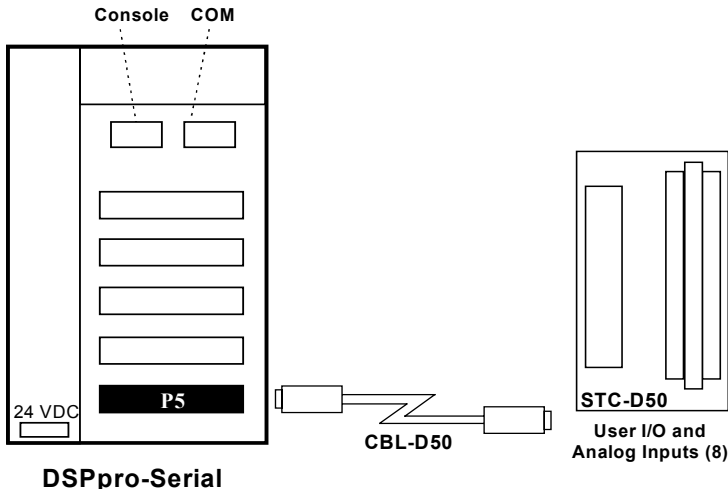 Console COM
24 VDC
P5
CBL-D50
STC-D50
User I/O and
Analog Inputs (8)
DSPpro-Serial